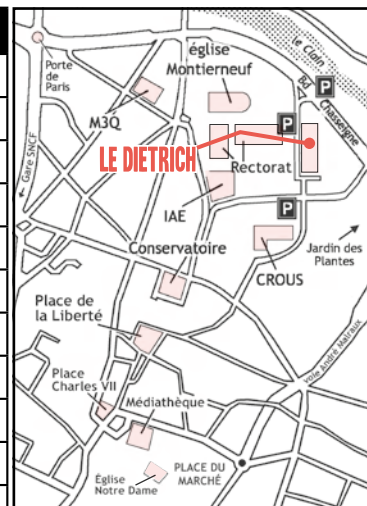 Porte
de
Paris
église
Montierneuf
le Clain
Bd
Chasseigne
P
P
M3Q
LE DIETRICH
Rectorat
← Gare SNCF
IAE
P
Conservatoire
CROUS
Jardin des
Plantes
Place de
la Liberté
Voie André Malraux
Place
Charles VII
Médiathèque
Église
Notre Dame
PLACE DU
MARCHÉ